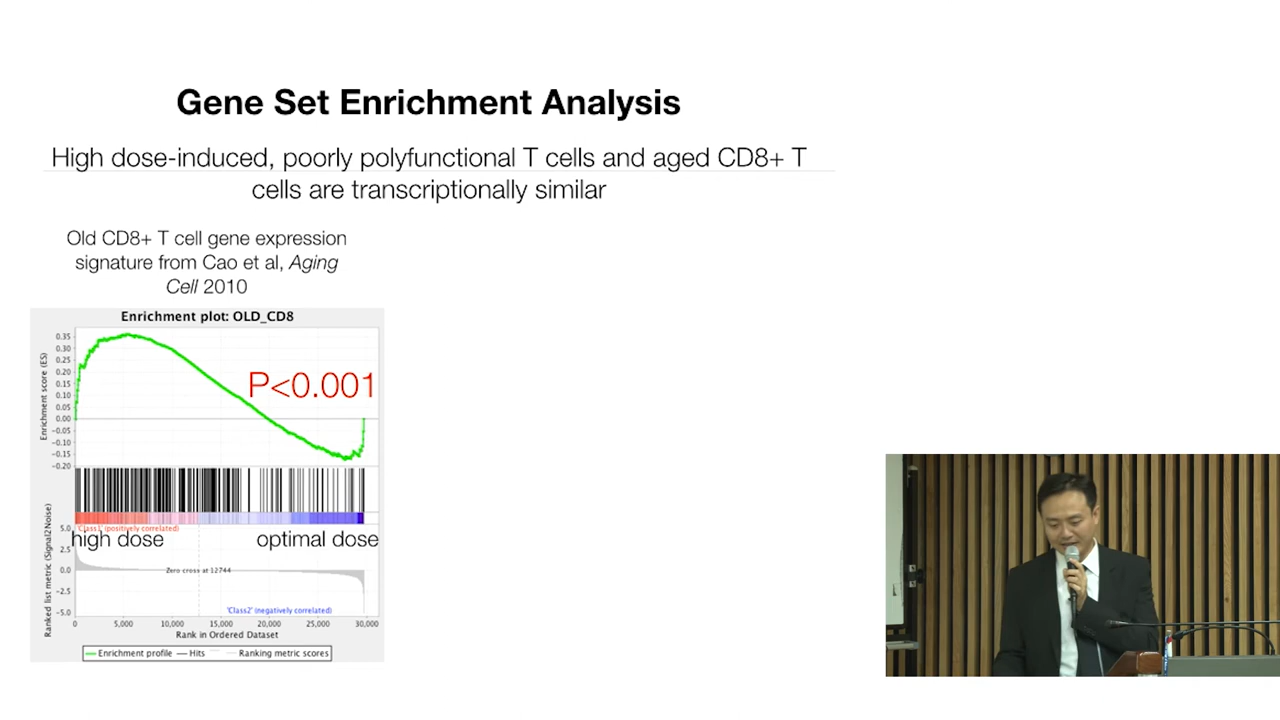 Gene Set Enrichment Analysis
High dose-induced, poorly polyfunctional T cells and aged CD8+ T
cells are transcriptionally similar
Old CD8+ T cell gene expression
signature from Cao et al, Aging
Cell 2010
Enrichment plot: OLD_CD8
Enrichment score (ES)
0.35
0.30
0.25
0.20
0.15
0.10
0.05
0.00
-0.05
-0.10
-0.15
-0.20
P<0.001
'Class1' (positively correlated)
high dose
optimal dose
Ranked list metric (Signal2Noise)
5.0
2.5
0.0
-2.5
-5.0
Zero cross at 12744
'Class2' (negatively correlated)
0 5,000 10,000 15,000 20,000 25,000 30,000
Rank in Ordered Dataset
Enrichment profile Hits Ranking metric scores